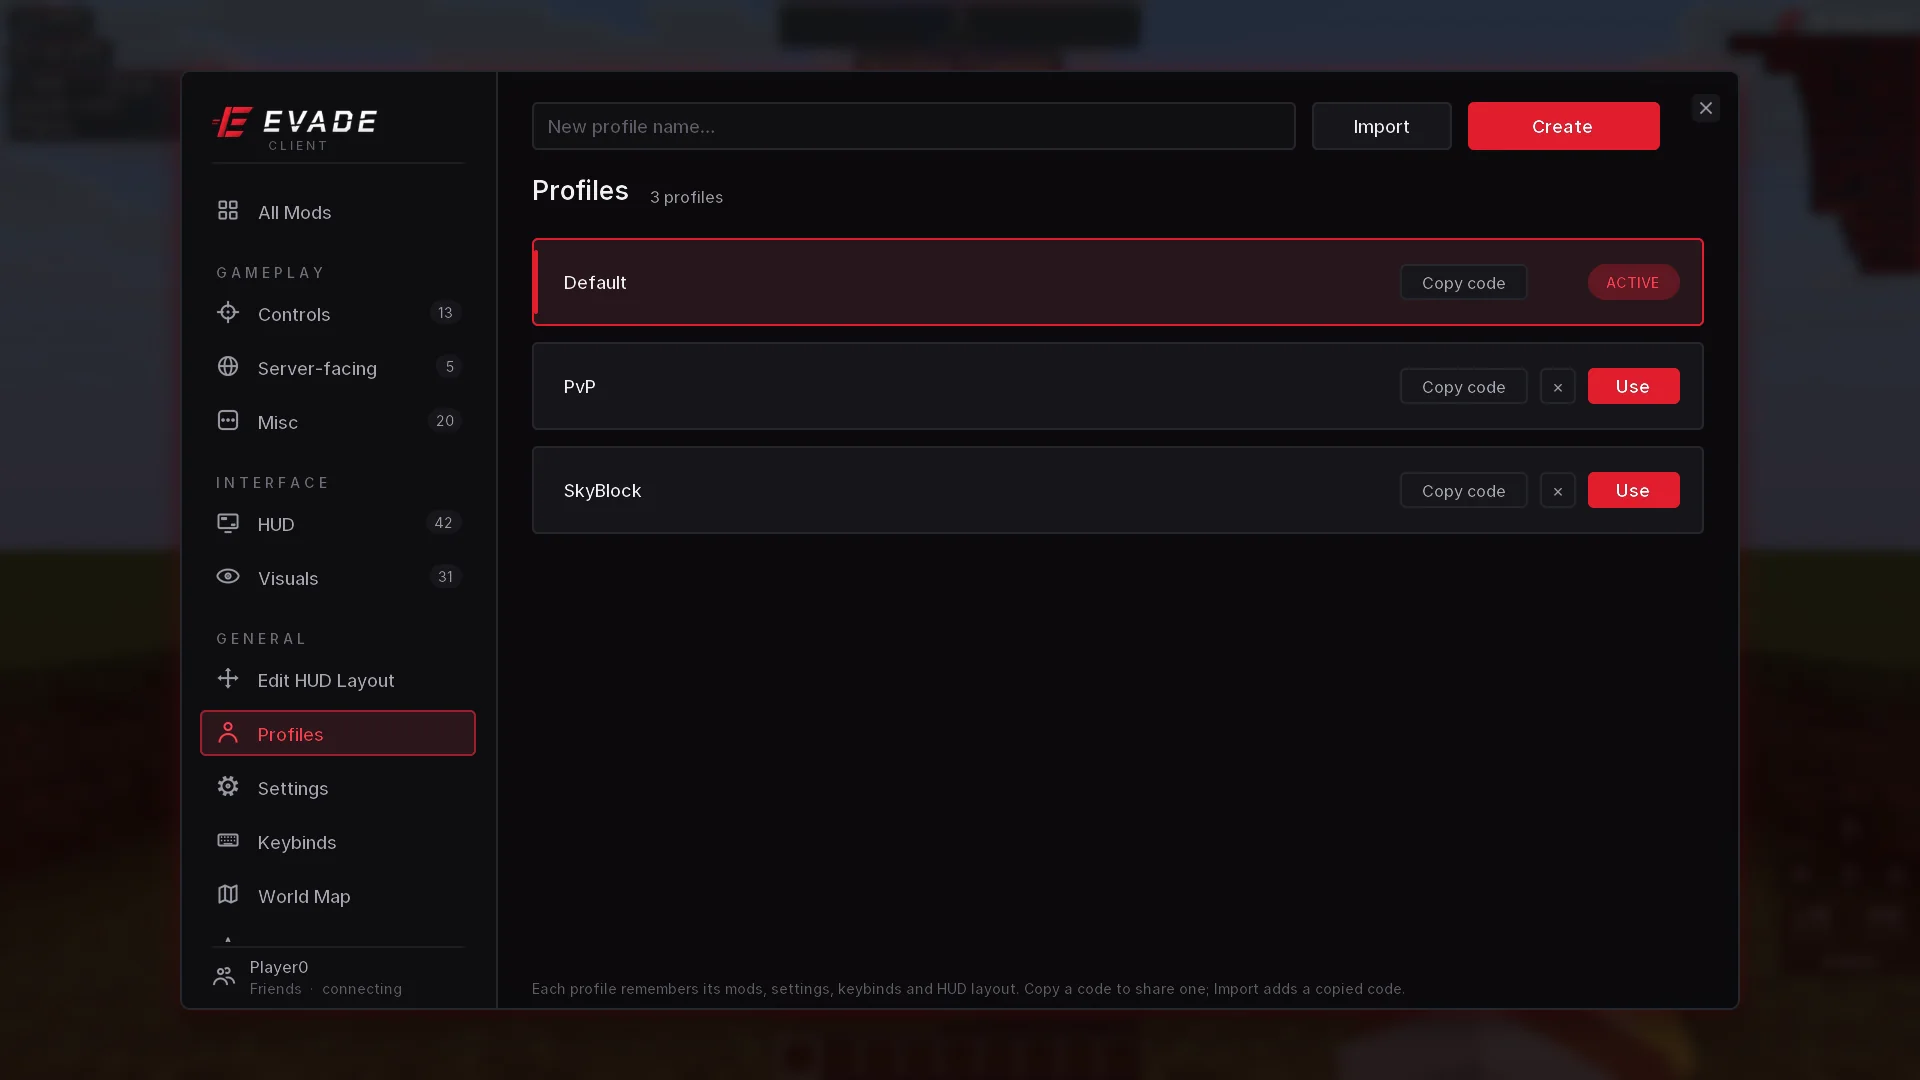 EVADE
CLIENT
All Mods
GAMEPLAY
Controls 13
Server-facing 5
Misc 20
INTERFACE
HUD 42
Visuals 31
GENERAL
Edit HUD Layout
Profiles
Settings
Keybinds
World Map
Player0
Friends · connecting
New profile name...
Import
Create
Profiles 3 profiles
Default Copy code ACTIVE
PvP Copy code × Use
SkyBlock Copy code × Use
Each profile remembers its mods, settings, keybinds and HUD layout. Copy a code to share one; Import adds a copied code.